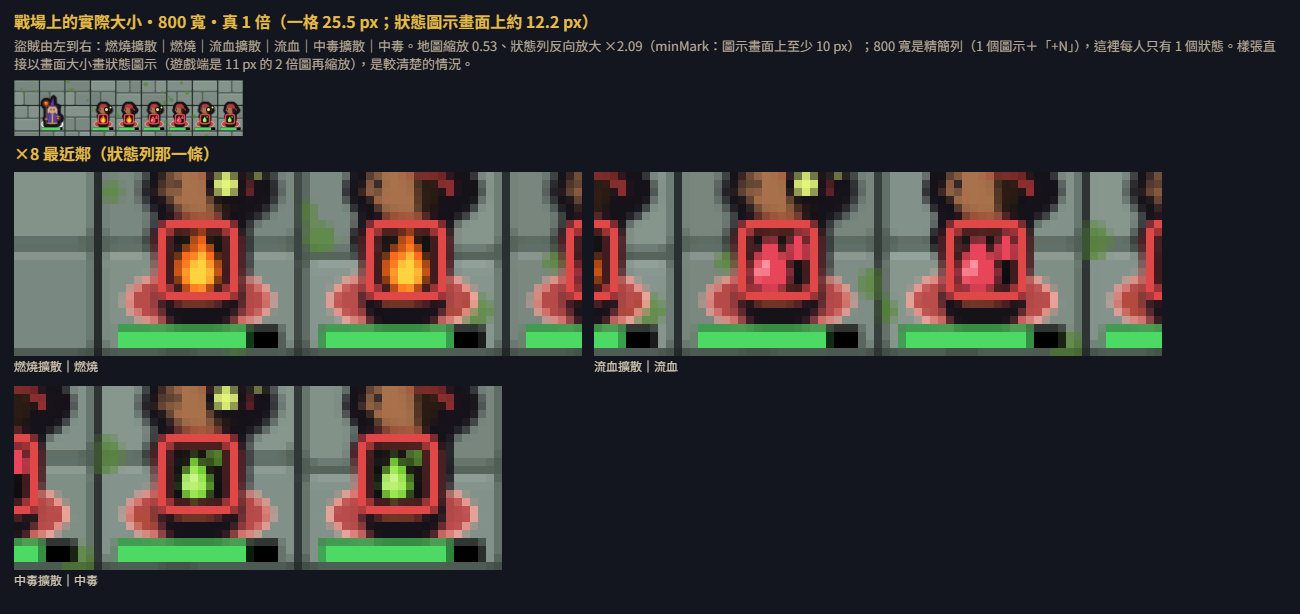 戰場上的實際大小・800 寬・真 1 倍（一格 25.5 px；狀態圖示畫面上約 12.2 px）
盜賊由左到右：燃燒擴散｜燃燒｜流血擴散｜流血｜中毒擴散｜中毒。地圖縮放 0.53、狀態列反向放大 ×2.09（minMark：圖示畫面上至少 10 px）；800 寬是精簡列（1 個圖示＋「+N」），這裡每人只有 1 個狀態。樣張直
接以畫面大小畫狀態圖示（遊戲端是 11 px 的 2 倍圖再縮放），是較清楚的情況。
×8 最近鄰（狀態列那一條）
燃燒擴散｜燃燒
流血擴散｜流血
中毒擴散｜中毒